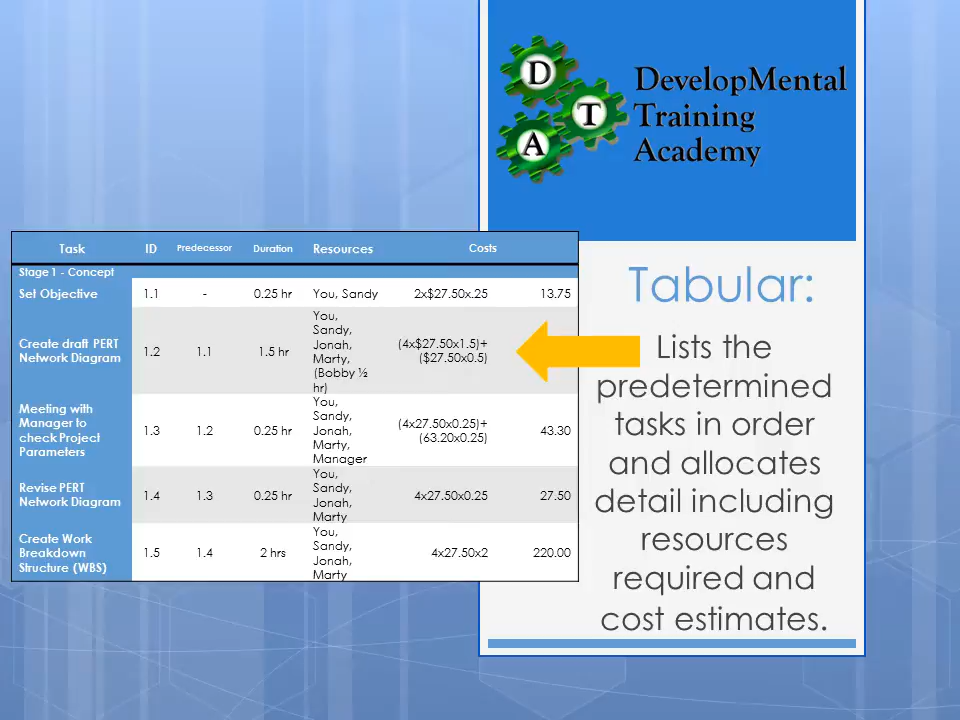 D
T
A
DevelopMental
Training
Academy
Task ID Predecessor Duration Resources Costs
Stage 1 - Concept
Set Objective 1.1 - 0.25 hr You, Sandy 2x$27.50x.25 13.75
Create draft PERT
Network Diagram 1.2 1.1 1.5 hr You,
Sandy,
Jonah,
Marty,
(Bobby ½
hr) (4x$27.50x1.5)+
($27.50x0.5)
Meeting with
Manager to
check Project
Parameters 1.3 1.2 0.25 hr You,
Sandy,
Jonah,
Marty,
Manager (4x27.50x0.25)+
(63.20x0.25) 43.30
Revise PERT
Network Diagram 1.4 1.3 0.25 hr You,
Sandy,
Jonah,
Marty 4x27.50x0.25 27.50
Create Work
Breakdown
Structure (WBS) 1.5 1.4 2 hrs You,
Sandy,
Jonah,
Marty 4x27.50x2 220.00
Tabular:
Lists the
predetermined
tasks in order
and allocates
detail including
resources
required and
cost estimates.